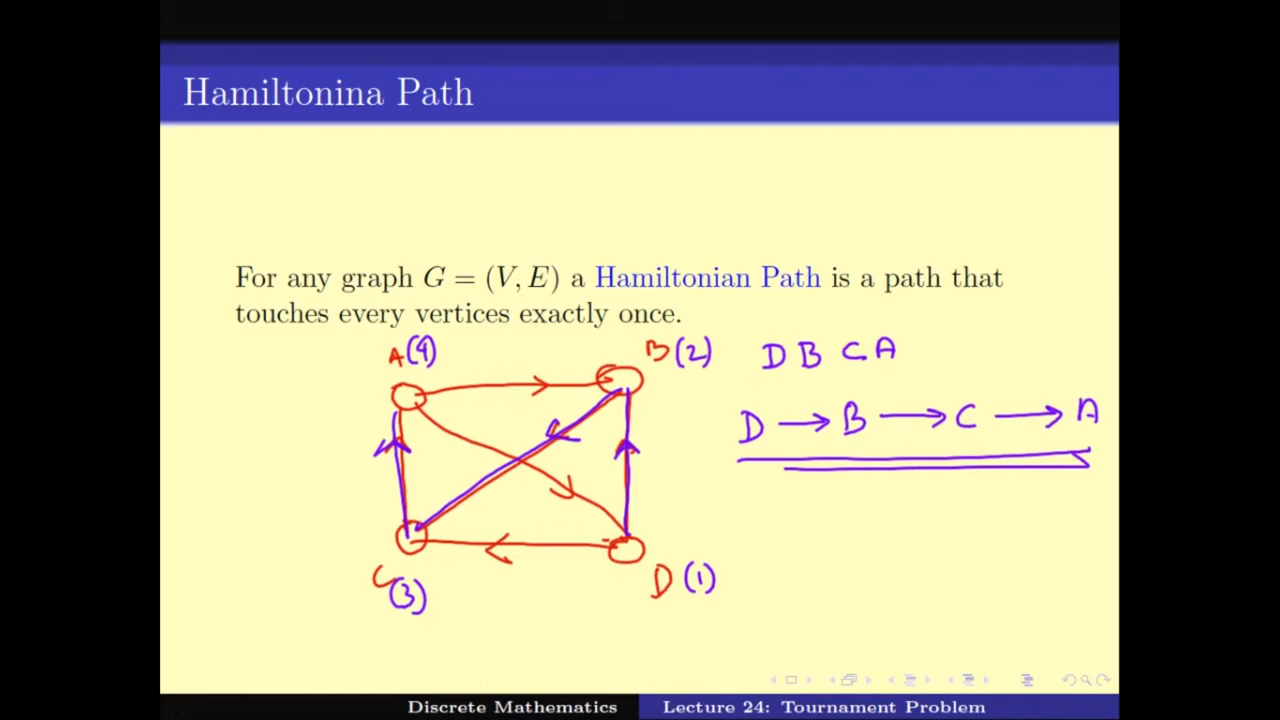 Hamiltonina Path
For any graph G = (V, E) a Hamiltonian Path is a path that
touches every vertices exactly once.
A (4)
B (2)
D B C A
D → B → C → A
C (3)
D (1)
Discrete Mathematics
Lecture 24: Tournament Problem